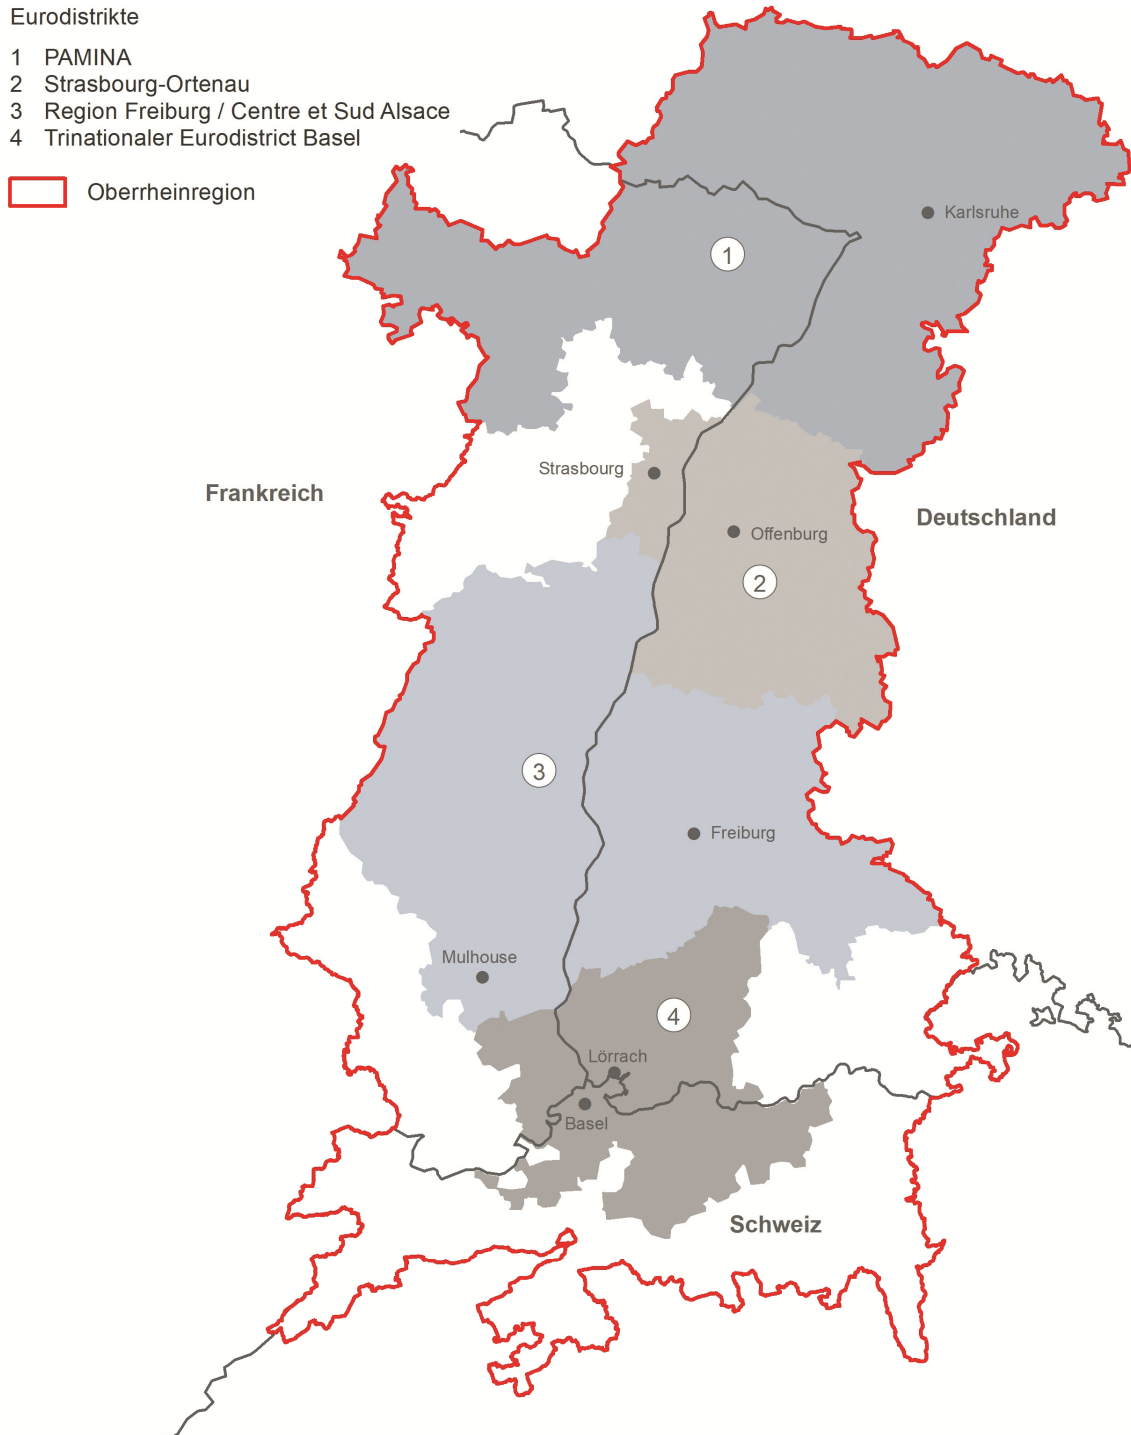 Eurodistrikte
1 PAMINA
2 Strasbourg-Ortenau
3 Region Freiburg / Centre et Sud Alsace
4 Trinationaler Eurodistrict Basel
Oberrheinregion
Karlsruhe
1
Strasbourg
Frankreich
Deutschland
Offenburg
2
3
Freiburg
Mulhouse
4
Lörrach
Basel
Schweiz